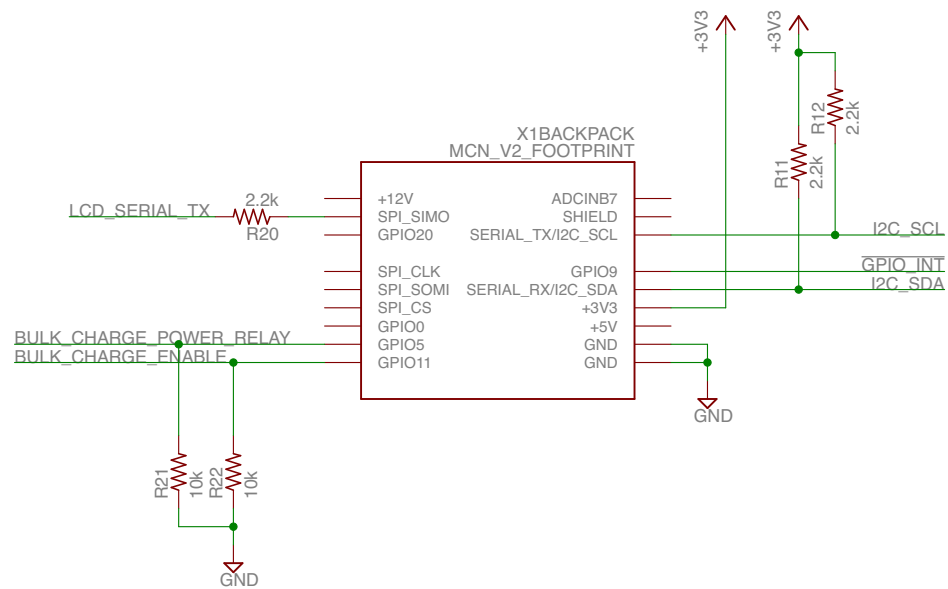 +3V3
+3V3
R12
2.2k
R11
2.2k
X1BACKPACK
MCN_V2_FOOTPRINT
LCD_SERIAL_TX
2.2k
R20
+12V
SPI_SIMO
GPIO20
SPI_CLK
SPI_SOMI
SPI_CS
GPIO0
GPIO5
GPIO11
ADCINB7
SHIELD
SERIAL_TX/I2C_SCL
GPIO9
SERIAL_RX/I2C_SDA
+3V3
+5V
GND
GND
I2C_SCL
GPIO_INT
I2C_SDA
BULK_CHARGE_POWER_RELAY
BULK_CHARGE_ENABLE
GND
R21
10k
R22
10k
GND